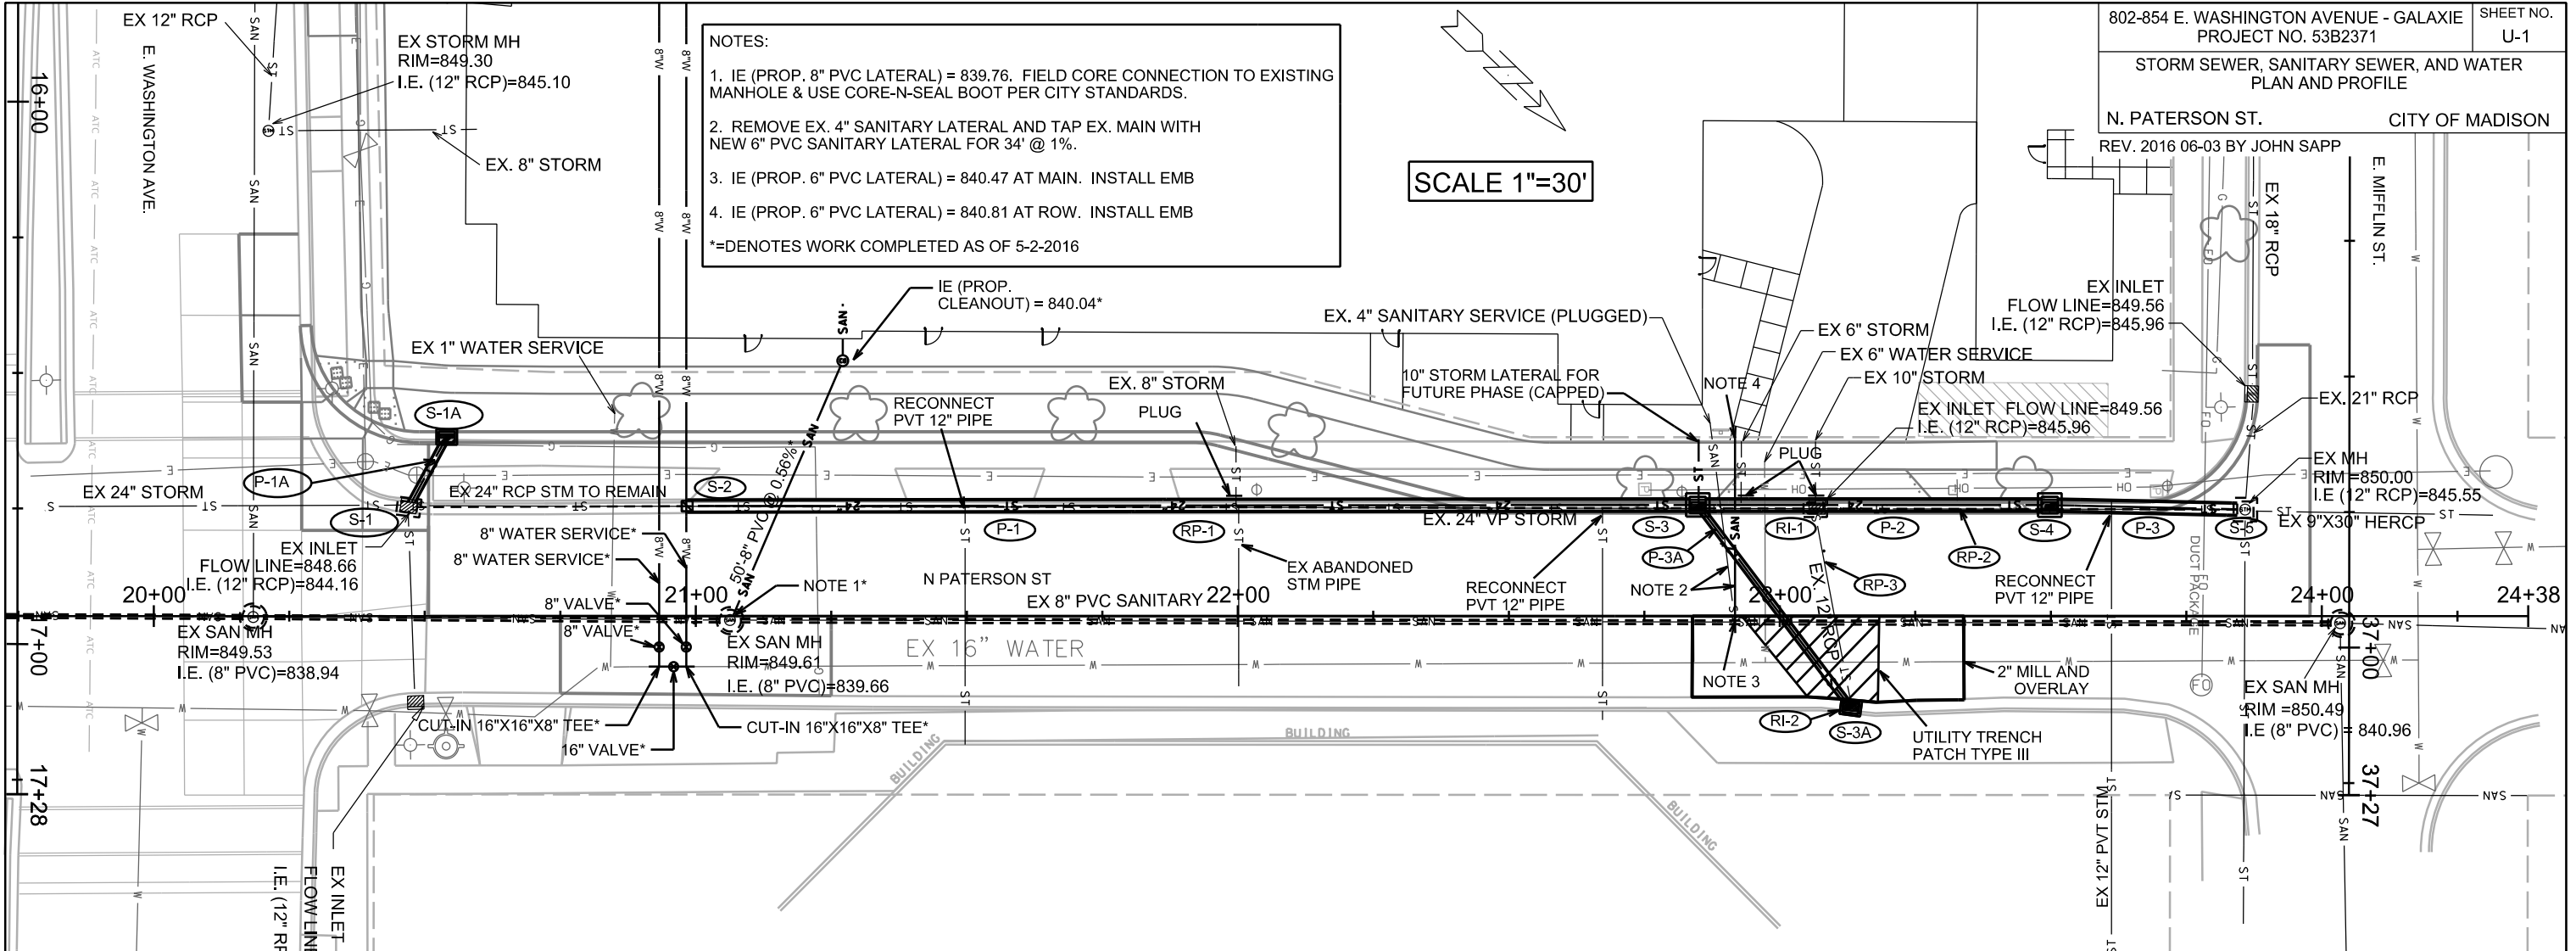 802-854 E. WASHINGTON AVENUE - GALAXIE
PROJECT NO. 53B2371
SHEET NO.
U-1
STORM SEWER, SANITARY SEWER, AND WATER
PLAN AND PROFILE
N. PATERSON ST.
CITY OF MADISON
REV. 2016 06-03 BY JOHN SAPP
NOTES:
1. IE (PROP. 8" PVC LATERAL) = 839.76. FIELD CORE CONNECTION TO EXISTING
MANHOLE & USE CORE-N-SEAL BOOT PER CITY STANDARDS.
2. REMOVE EX. 4" SANITARY LATERAL AND TAP EX. MAIN WITH
NEW 6" PVC SANITARY LATERAL FOR 34' @ 1%.
3. IE (PROP. 6" PVC LATERAL) = 840.47 AT MAIN. INSTALL EMB
4. IE (PROP. 6" PVC LATERAL) = 840.81 AT ROW. INSTALL EMB
*=DENOTES WORK COMPLETED AS OF 5-2-2016
SCALE 1"=30'
EX 12" RCP
EX STORM MH
RIM=849.30
I.E. (12" RCP)=845.10
EX. 8" STORM
E. WASHINGTON AVE.
16+00
E. MIFFLIN ST.
EX 18" RCP
IE (PROP.
CLEANOUT) = 840.04*
EX 1" WATER SERVICE
EX. 4" SANITARY SERVICE (PLUGGED)
EX 6" STORM
EX 6" WATER SERVICE
EX 10" STORM
EX INLET
FLOW LINE=849.56
I.E. (12" RCP)=845.96
EX. 21" RCP
EX. 8" STORM
PLUG
10" STORM LATERAL FOR
FUTURE PHASE (CAPPED)
NOTE 4
EX INLET FLOW LINE=849.56
I.E. (12" RCP)=845.96
RECONNECT
PVT 12" PIPE
PLUG
S-1A
P-1A
EX 24" STORM
EX 24" RCP STM TO REMAIN
S-1
S-2
P-1
RP-1
EX. 24" VP STORM
S-3
P-3A
RI-1
P-2
RP-2
S-4
P-3
S-5
EX MH
RIM=850.00
I.E (12" RCP)=845.55
EX 9"X30" HERCP
50'-8" PVC @ 0.56%*
EX INLET
FLOW LINE=848.66
I.E. (12" RCP)=844.16
8" WATER SERVICE*
8" WATER SERVICE*
8" VALVE*
8" VALVE*
NOTE 1*
N PATERSON ST
EX ABANDONED
STM PIPE
RECONNECT
PVT 12" PIPE
NOTE 2
RP-3
EX. 12" RCP
RECONNECT
PVT 12" PIPE
DUCT PACKAGE
20+00
21+00
EX 8" PVC SANITARY
22+00
23+00
24+00
24+38
17+00
37+00
EX SAN MH
RIM=849.53
I.E. (8" PVC)=838.94
EX SAN MH
RIM=849.61
I.E. (8" PVC)=839.66
EX 16" WATER
NOTE 3
2" MILL AND
OVERLAY
EX SAN MH
RIM =850.49
I.E (8" PVC) = 840.96
CUT-IN 16"X16"X8" TEE*
16" VALVE*
CUT-IN 16"X16"X8" TEE*
RI-2
S-3A
UTILITY TRENCH
PATCH TYPE III
BUILDING
BUILDING
BUILDING
17+28
37+27
EX 12" PVT STM
EX INLET
FLOW LINE
I.E. (12" R